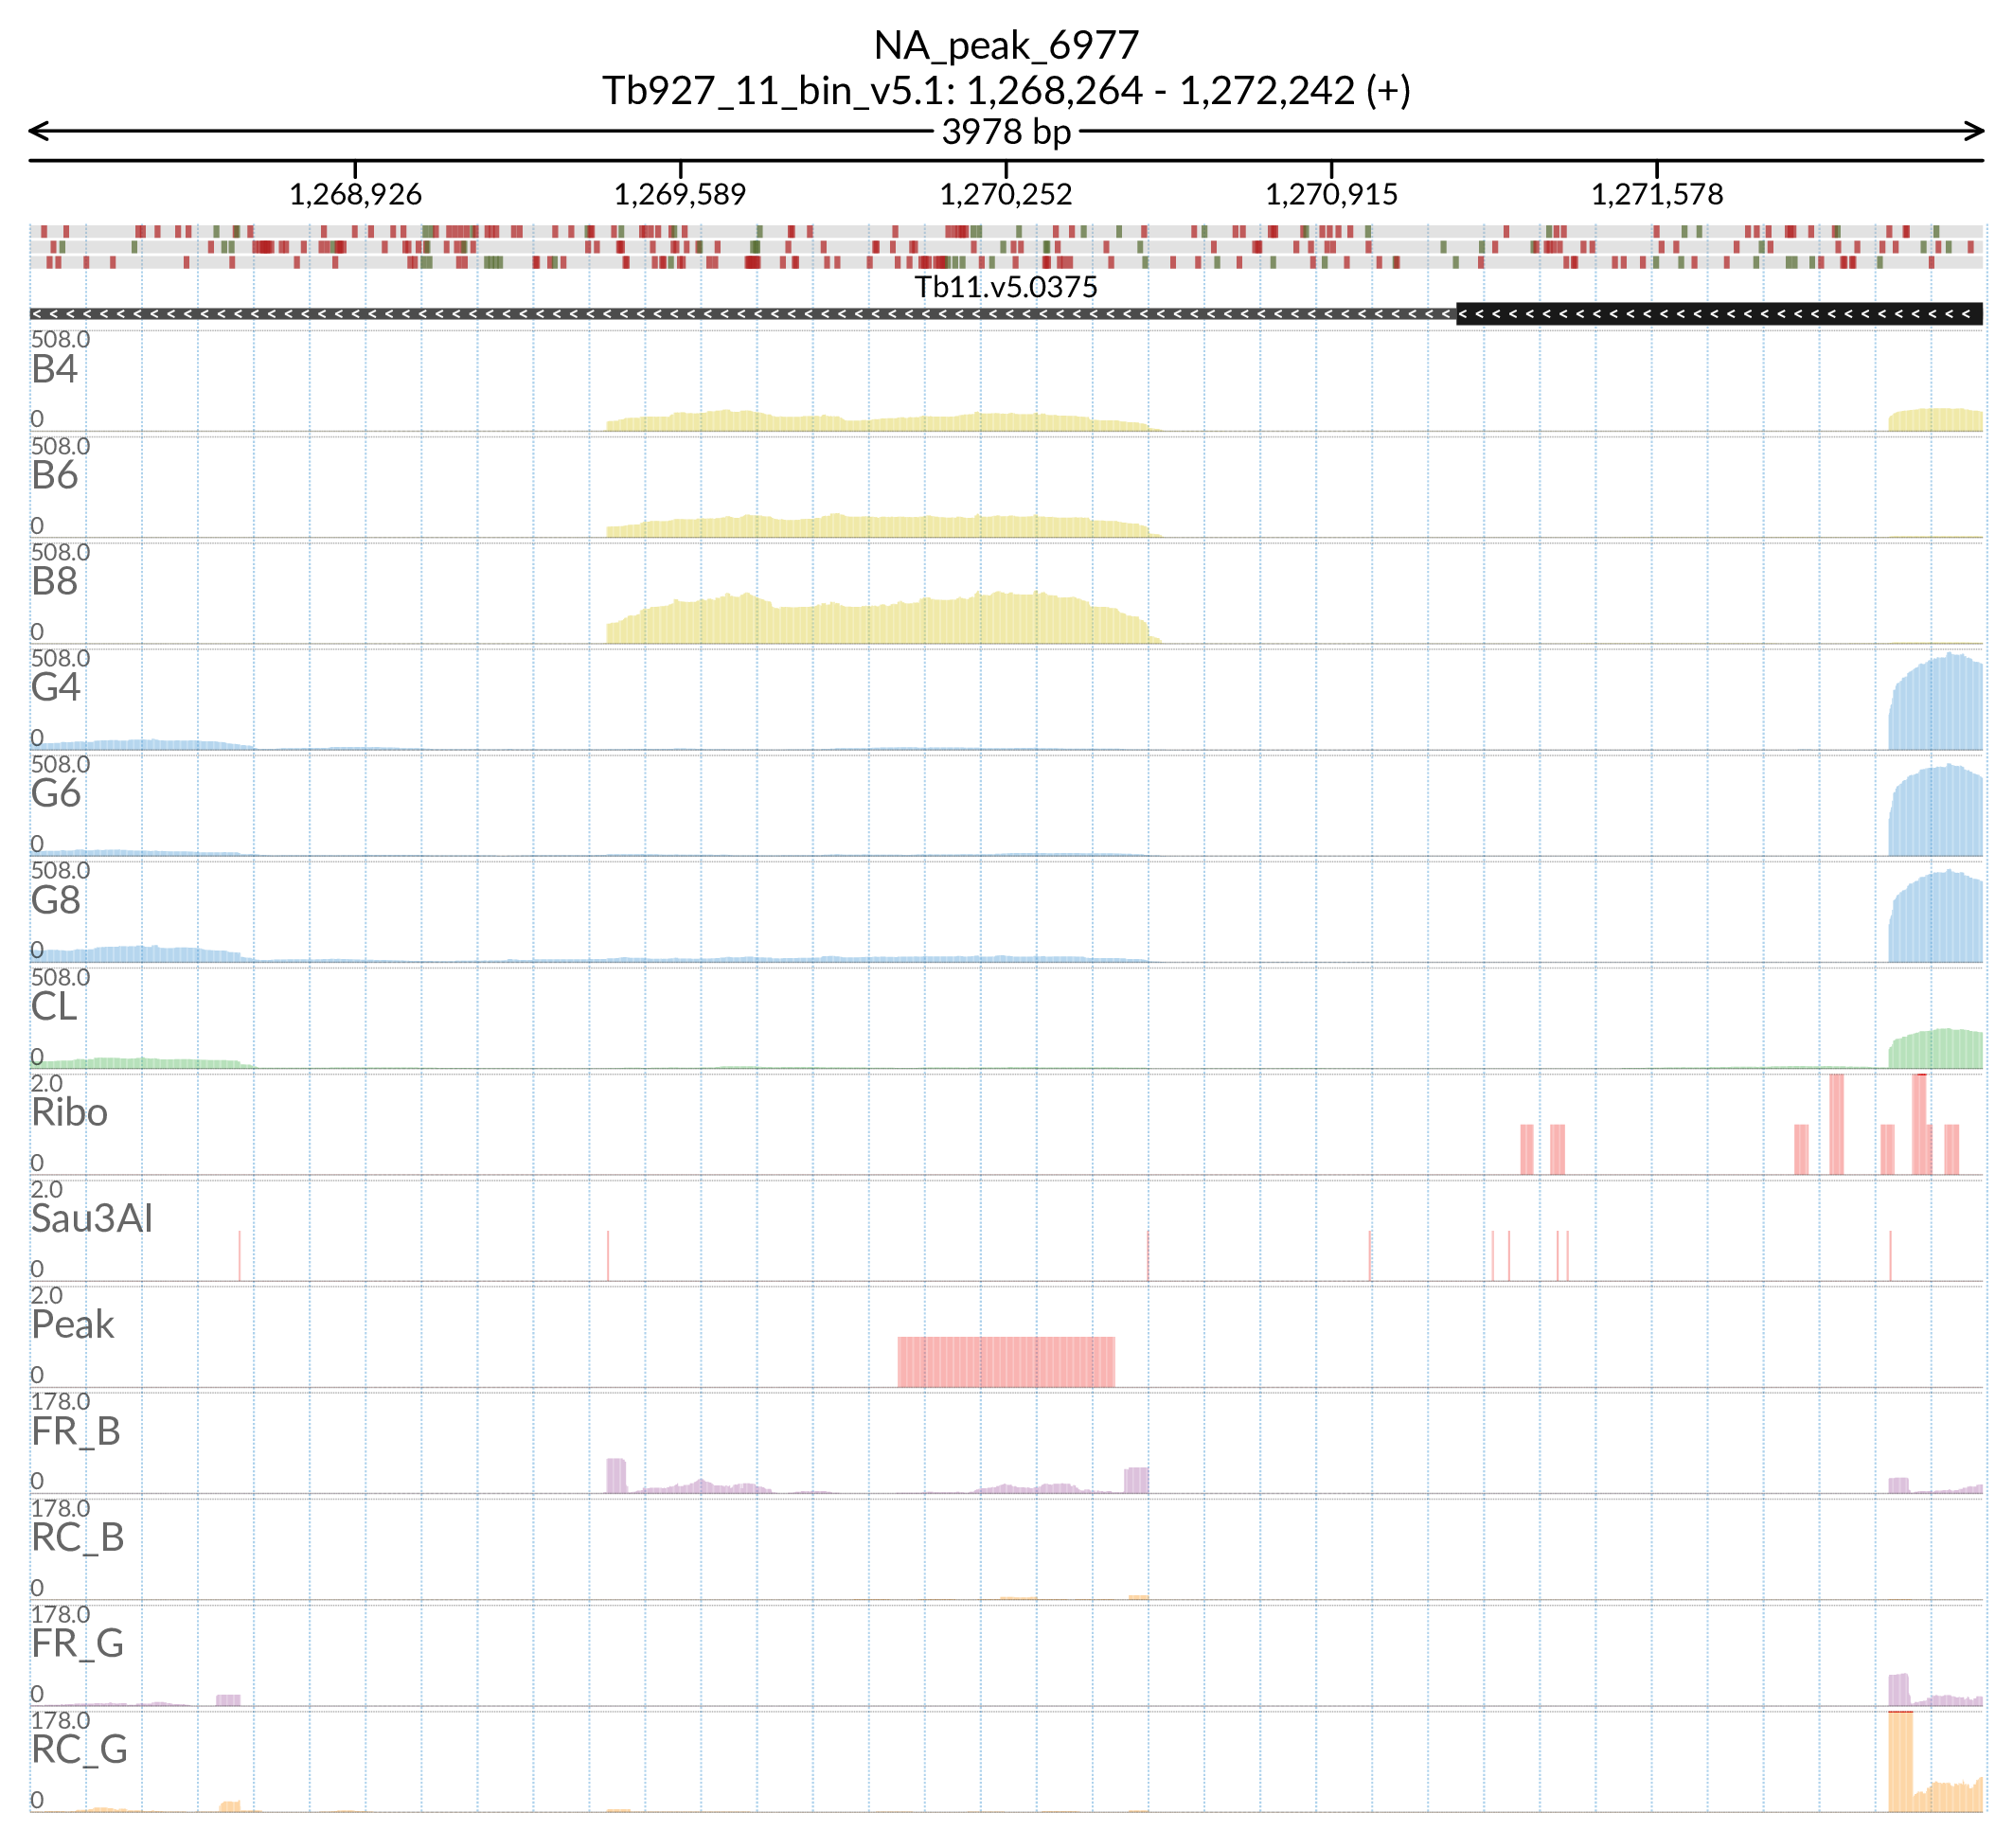 NA_peak_6977
Tb927_11_bin_v5.1: 1,268,264 - 1,272,242 (+)
3978 bp
1,268,926 1,269,589 1,270,252 1,270,915 1,271,578
Tb11.v5.0375
508.0
B4
0
508.0
B6
0
508.0
B8
0
508.0
G4
0
508.0
G6
0
508.0
G8
0
508.0
CL
0
2.0
Ribo
0
2.0
Sau3AI
0
2.0
Peak
0
178.0
FR_B
0
178.0
RC_B
0
178.0
FR_G
0
178.0
RC_G
0